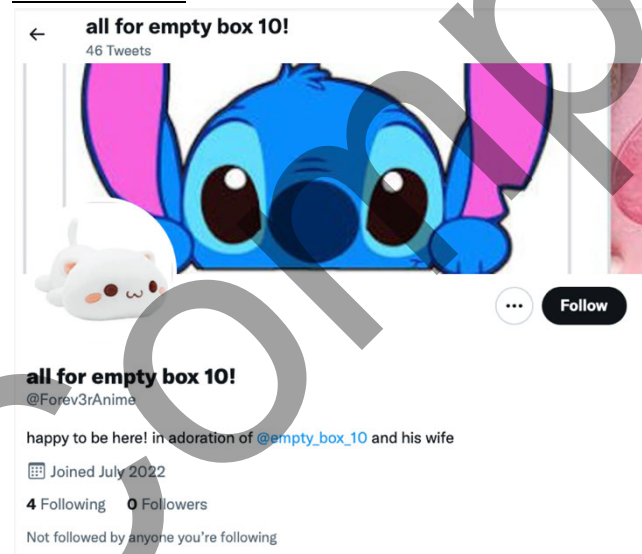 all for empty box 10!
46 Tweets
Follow
all for empty box 10!
@Forev3rAnime
happy to be here! in adoration of @empty_box_10 and his wife
Joined July 2022
4 Following 0 Followers
Not followed by anyone you're following